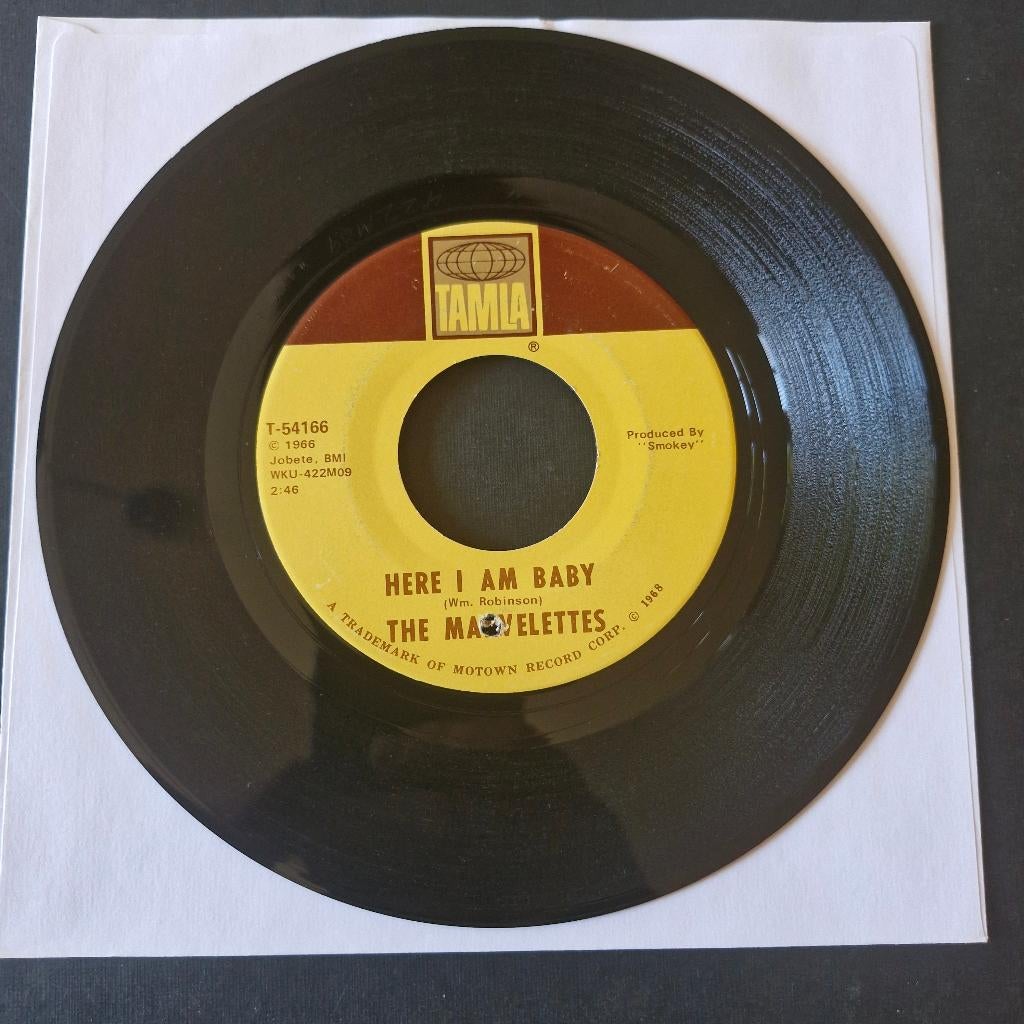 TAMLA
®
T-54166
© 1966
Jobete, BMI
WKU-422M09
2:46
Produced By
"Smokey"
HERE I AM BABY
(Wm. Robinson)
THE MA VELETTES
A TRADEMARK OF MOTOWN RECORD CORP. © 1968